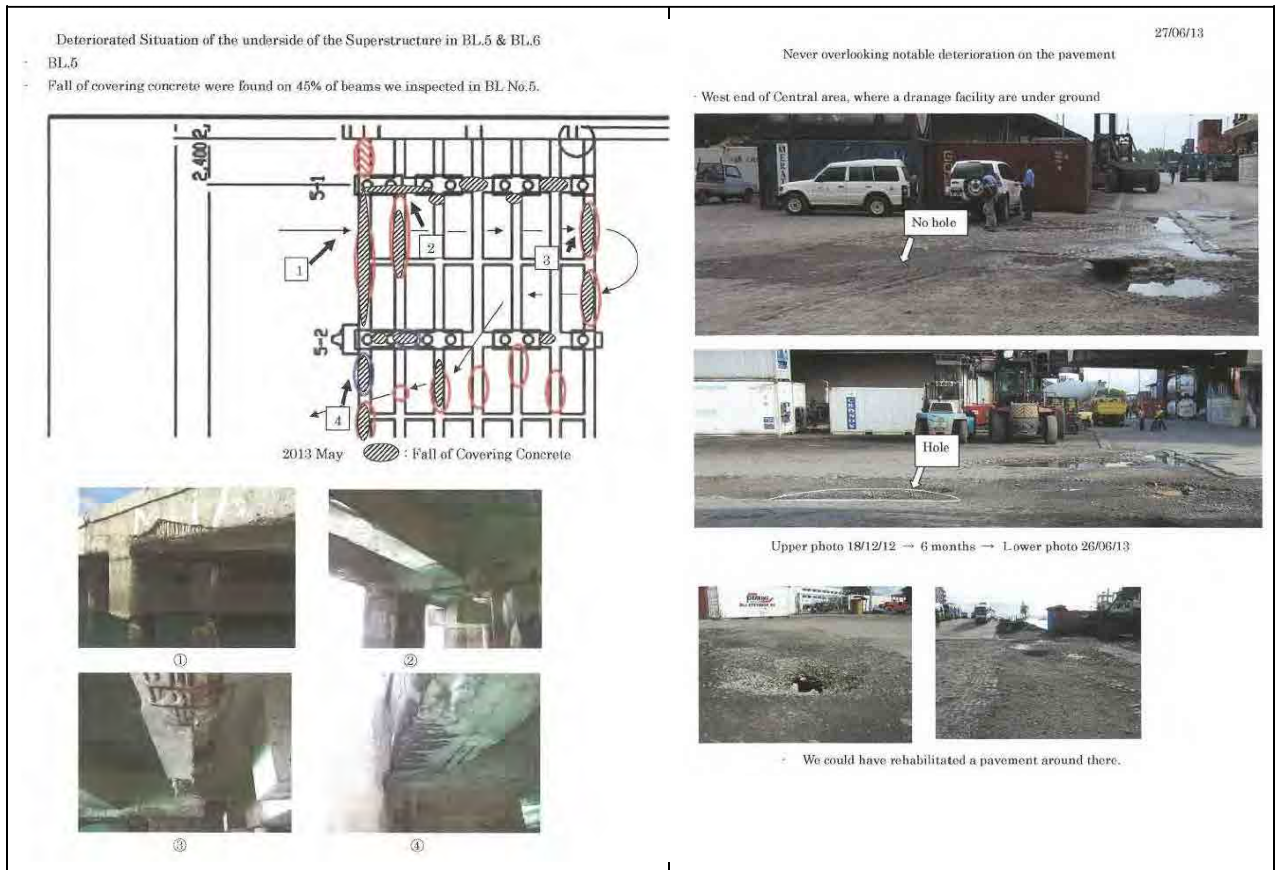 Deteriorated Situation of the underside of the Superstructure in BL.5 & BL.6
- BL.5
- Fall of covering concrete were found on 45% of beams we inspected in BL No.5.
2,400
5-1
1
2
3
5-2
4
2013 May : Fall of Covering Concrete
①
②
③
④
27/06/13
Never overlooking notable deterioration on the pavement
- West end of Central area, where a dranage facility are under ground
No hole
Hole
Upper photo 18/12/12 → 6 months → Lower photo 26/06/13
- We could have rehabilitated a pavement around there.